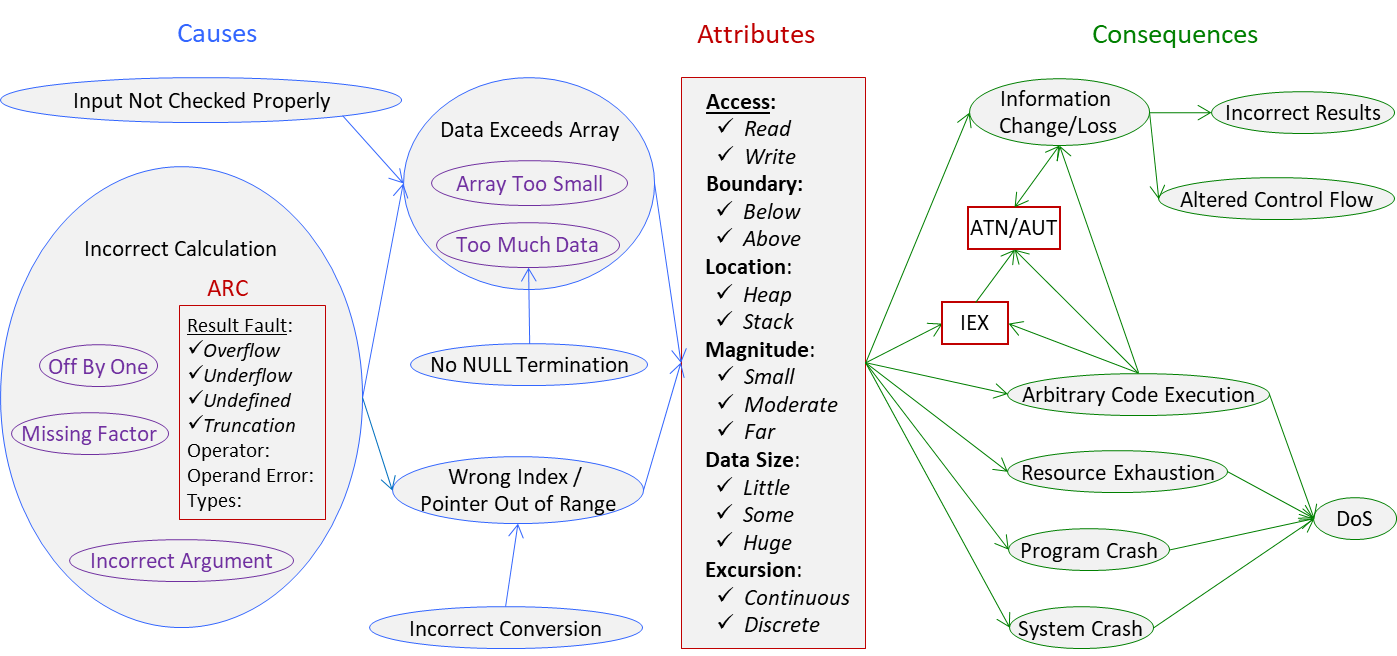 Causes
Attributes
Consequences
Input Not Checked Properly
Data Exceeds Array
Array Too Small
Too Much Data
Incorrect Calculation
ARC
Result Fault:
✓Overflow
✓Underflow
✓Undefined
✓Truncation
Operator:
Operand Error:
Types:
Off By One
Missing Factor
Incorrect Argument
No NULL Termination
Wrong Index /
Pointer Out of Range
Incorrect Conversion
Access:
✓ Read
✓ Write
Boundary:
✓ Below
✓ Above
Location:
✓ Heap
✓ Stack
Magnitude:
✓ Small
✓ Moderate
✓ Far
Data Size:
✓ Little
✓ Some
✓ Huge
Excursion:
✓ Continuous
✓ Discrete
Information
Change/Loss
Incorrect Results
Altered Control Flow
ATN/AUT
IEX
Arbitrary Code Execution
Resource Exhaustion
Program Crash
System Crash
DoS